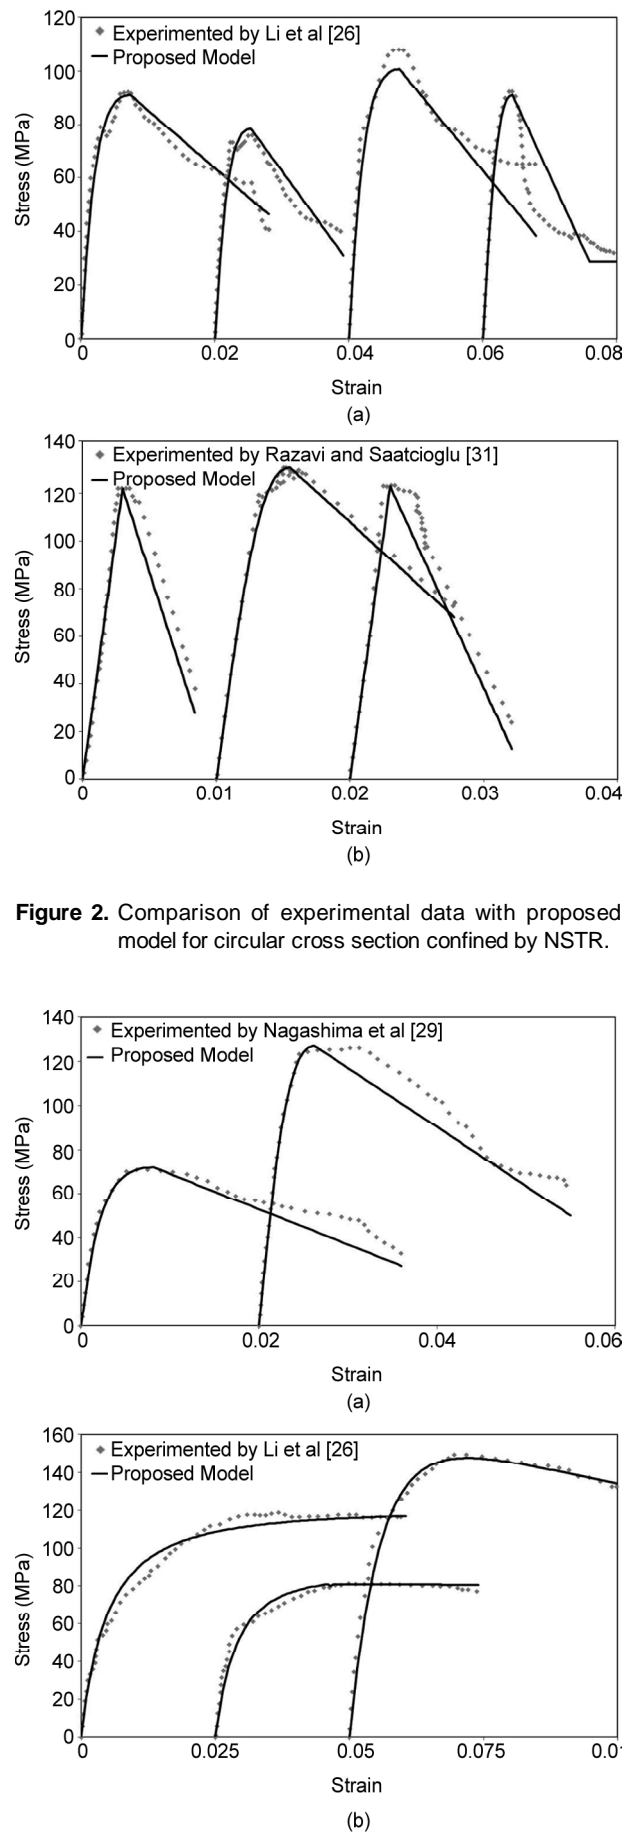 120
Experimented by Li et al [26]
Proposed Model
100
80
60
40
20
0
Stress (MPa)
0 0.02 0.04 0.06 0.08
Strain
(a)
140
Experimented by Razavi and Saatcioglu [31]
Proposed Model
120
100
80
60
40
20
0
Stress (MPa)
0 0.01 0.02 0.03 0.04
Strain
(b)
Figure 2. Comparison of experimental data with proposed
model for circular cross section confined by NSTR.
140
Experimented by Nagashima et al [29]
Proposed Model
120
100
80
60
40
20
0
Stress (MPa)
0 0.02 0.04 0.06
Strain
(a)
160
Experimented by Li et al [26]
Proposed Model
140
120
100
80
60
40
20
0
Stress (MPa)
0 0.025 0.05 0.075 0.0
Strain
(b)